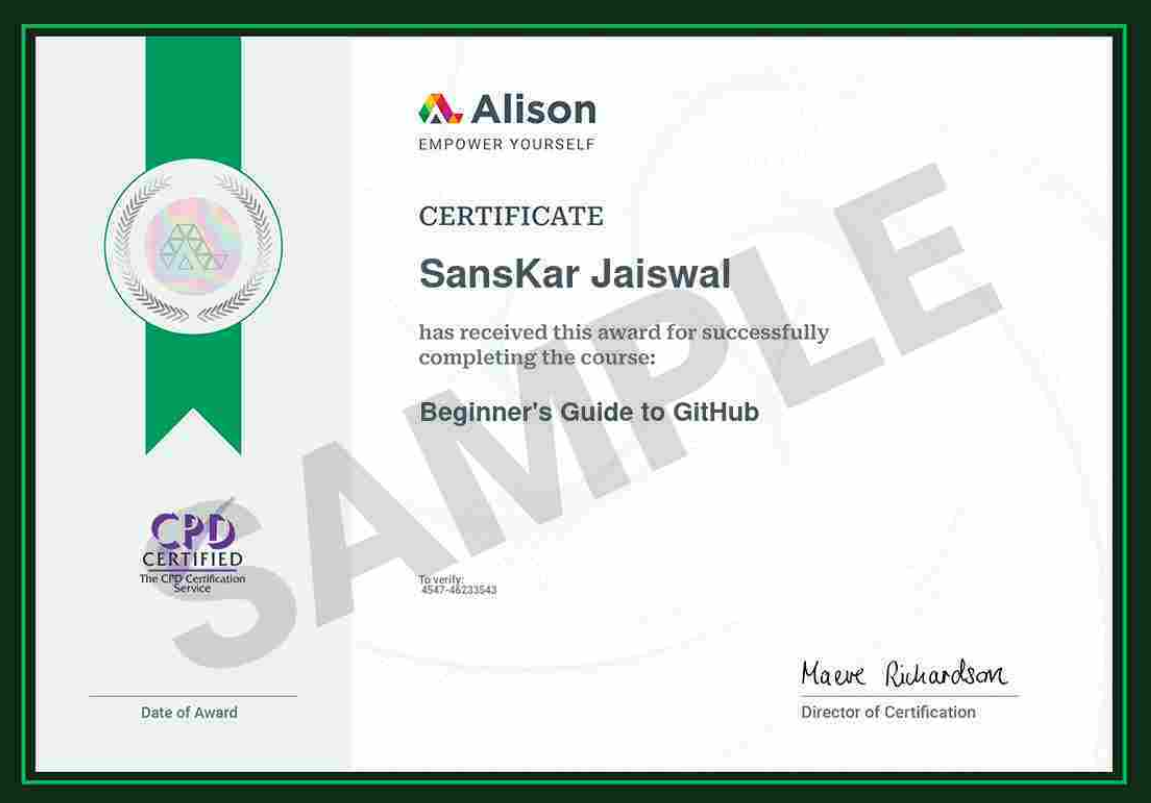 Alison
EMPOWER YOURSELF
CERTIFICATE
SansKar Jaiswal
has received this award for successfully
completing the course:
Beginner's Guide to GitHub
SAMPLE
CPD
CERTIFIED
The CPD Certification
Service
To verify:
4547-46233543
Maeve Richardson
Date of Award
Director of Certification